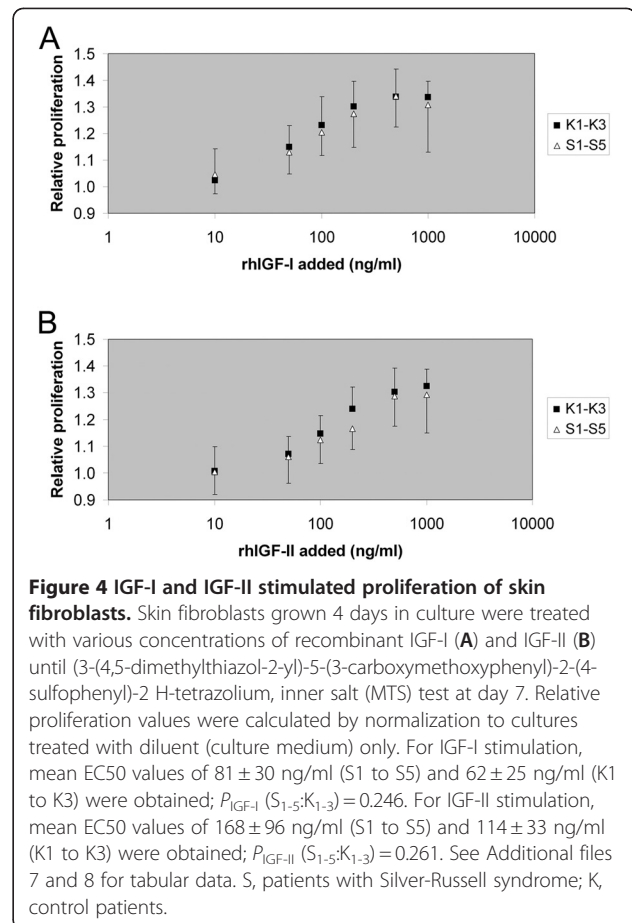 A
Relative proliferation
1.5
1.4
1.3
1.2
1.1
1.0
0.9
1 10 100 1000 10000
rhIGF-I added (ng/ml)
K1-K3
S1-S5
B
Relative proliferation
1.5
1.4
1.3
1.2
1.1
1.0
0.9
1 10 100 1000 10000
rhIGF-II added (ng/ml)
K1-K3
S1-S5
Figure 4 IGF-I and IGF-II stimulated proliferation of skin
fibroblasts. Skin fibroblasts grown 4 days in culture were treated
with various concentrations of recombinant IGF-I (A) and IGF-II (B)
until (3-(4,5-dimethylthiazol-2-yl)-5-(3-carboxymethoxyphenyl)-2-(4-
sulfophenyl)-2 H-tetrazolium, inner salt (MTS) test at day 7. Relative
proliferation values were calculated by normalization to cultures
treated with diluent (culture medium) only. For IGF-I stimulation,
mean EC50 values of 81 ± 30 ng/ml (S1 to S5) and 62 ± 25 ng/ml (K1
to K3) were obtained; P IGF-I (S1-5:K1-3) = 0.246. For IGF-II stimulation,
mean EC50 values of 168 ± 96 ng/ml (S1 to S5) and 114 ± 33 ng/ml
(K1 to K3) were obtained; P IGF-II (S1-5:K1-3) = 0.261. See Additional files
7 and 8 for tabular data. S, patients with Silver-Russell syndrome; K,
control patients.